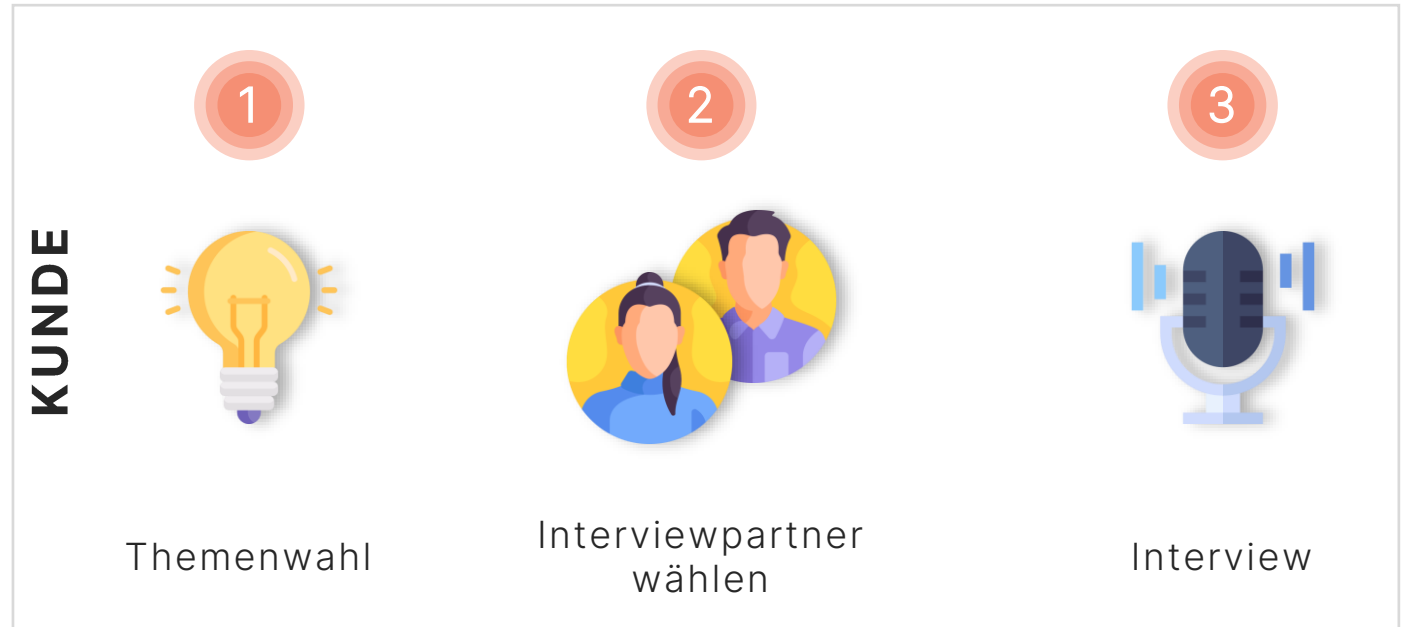 KUNDE
1
2
3
Themenwahl
Interviewpartner
wählen
Interview